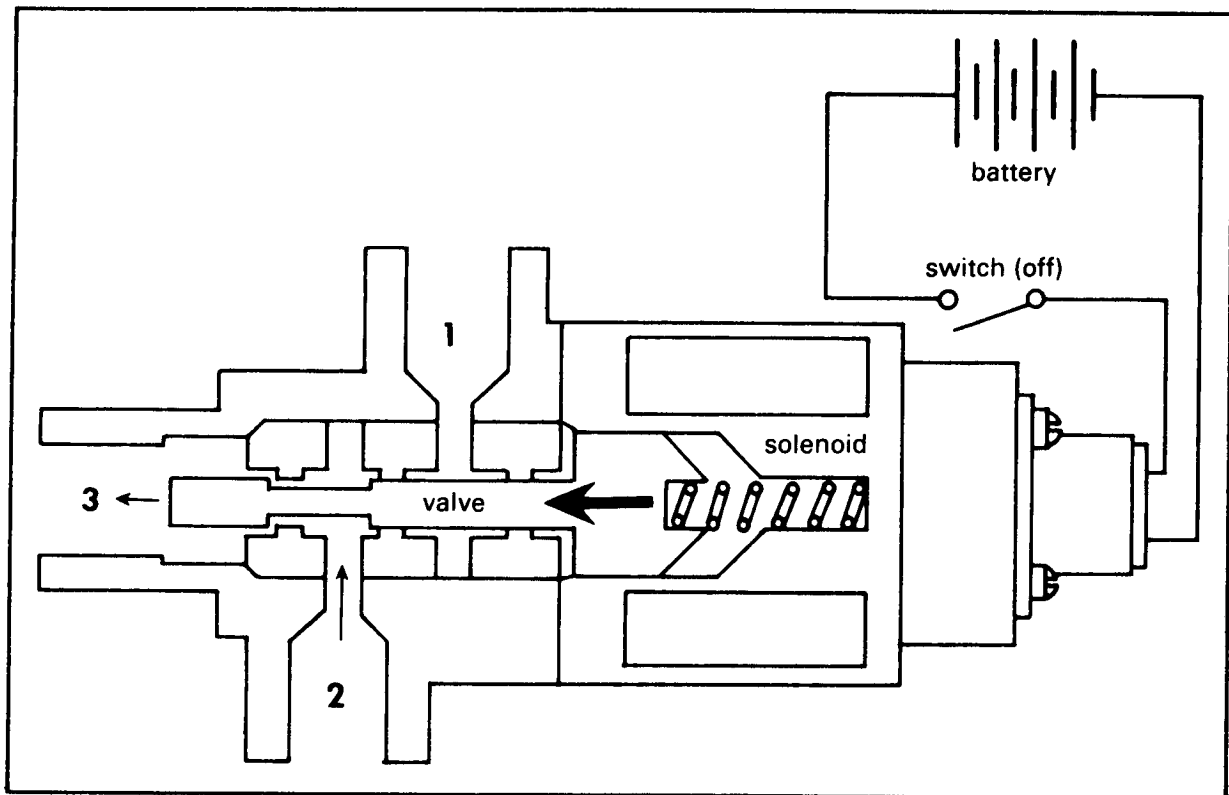 battery
switch (off)
1
solenoid
3
valve
2